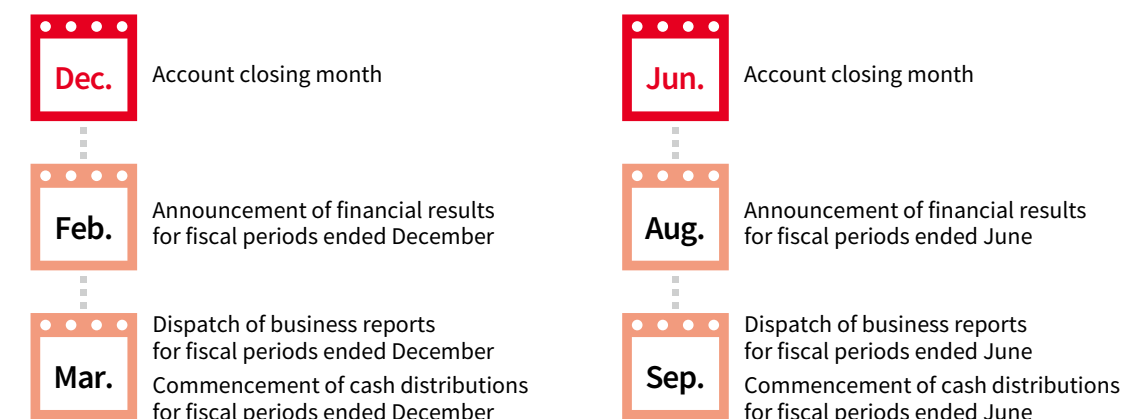 Dec.
Account closing month
Feb.
Announcement of financial results
for fiscal periods ended December
Mar.
Dispatch of business reports
for fiscal periods ended December
Commencement of cash distributions
for fiscal periods ended December
Jun.
Account closing month
Aug.
Announcement of financial results
for fiscal periods ended June
Sep.
Dispatch of business reports
for fiscal periods ended June
Commencement of cash distributions
for fiscal periods ended June